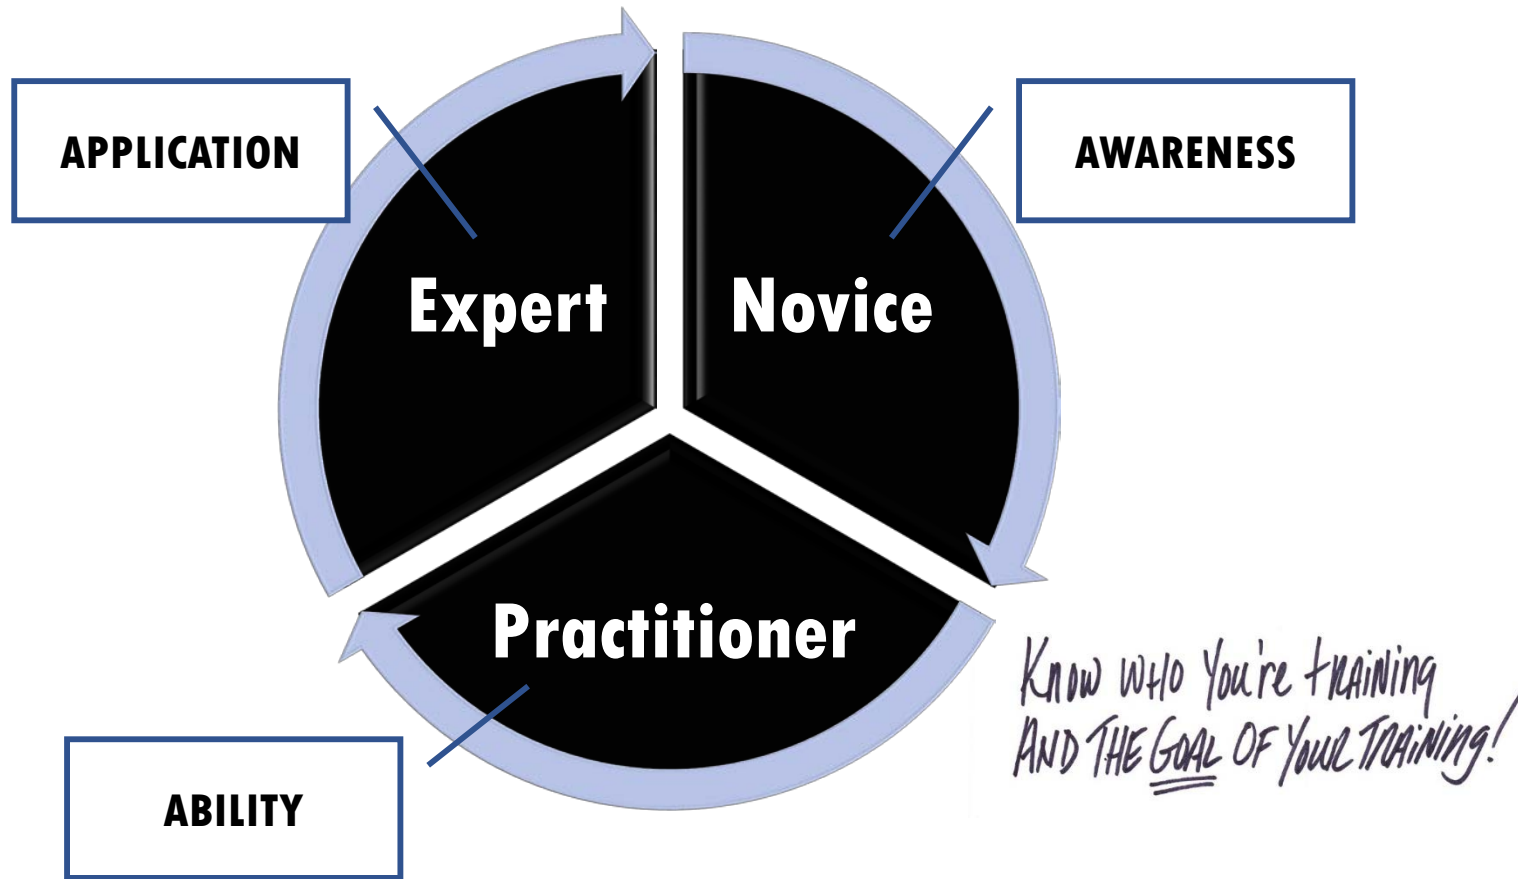 APPLICATION
AWARENESS
Expert
Novice
Practitioner
Know WHO You're tRAiNiNg
AND THE GOAL OF YOUR TRAiNiNg!
ABILITY